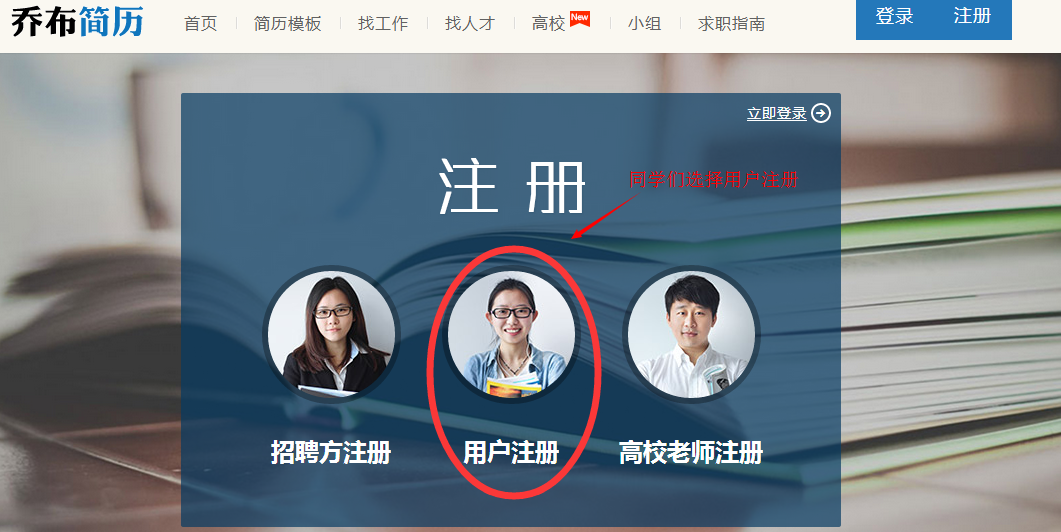 乔布简历
首页 简历模板 找工作 找人才 高校 New 小组 求职指南
登录 注册
立即登录
注 册
同学们选择用户注册
招聘方注册 用户注册 高校老师注册